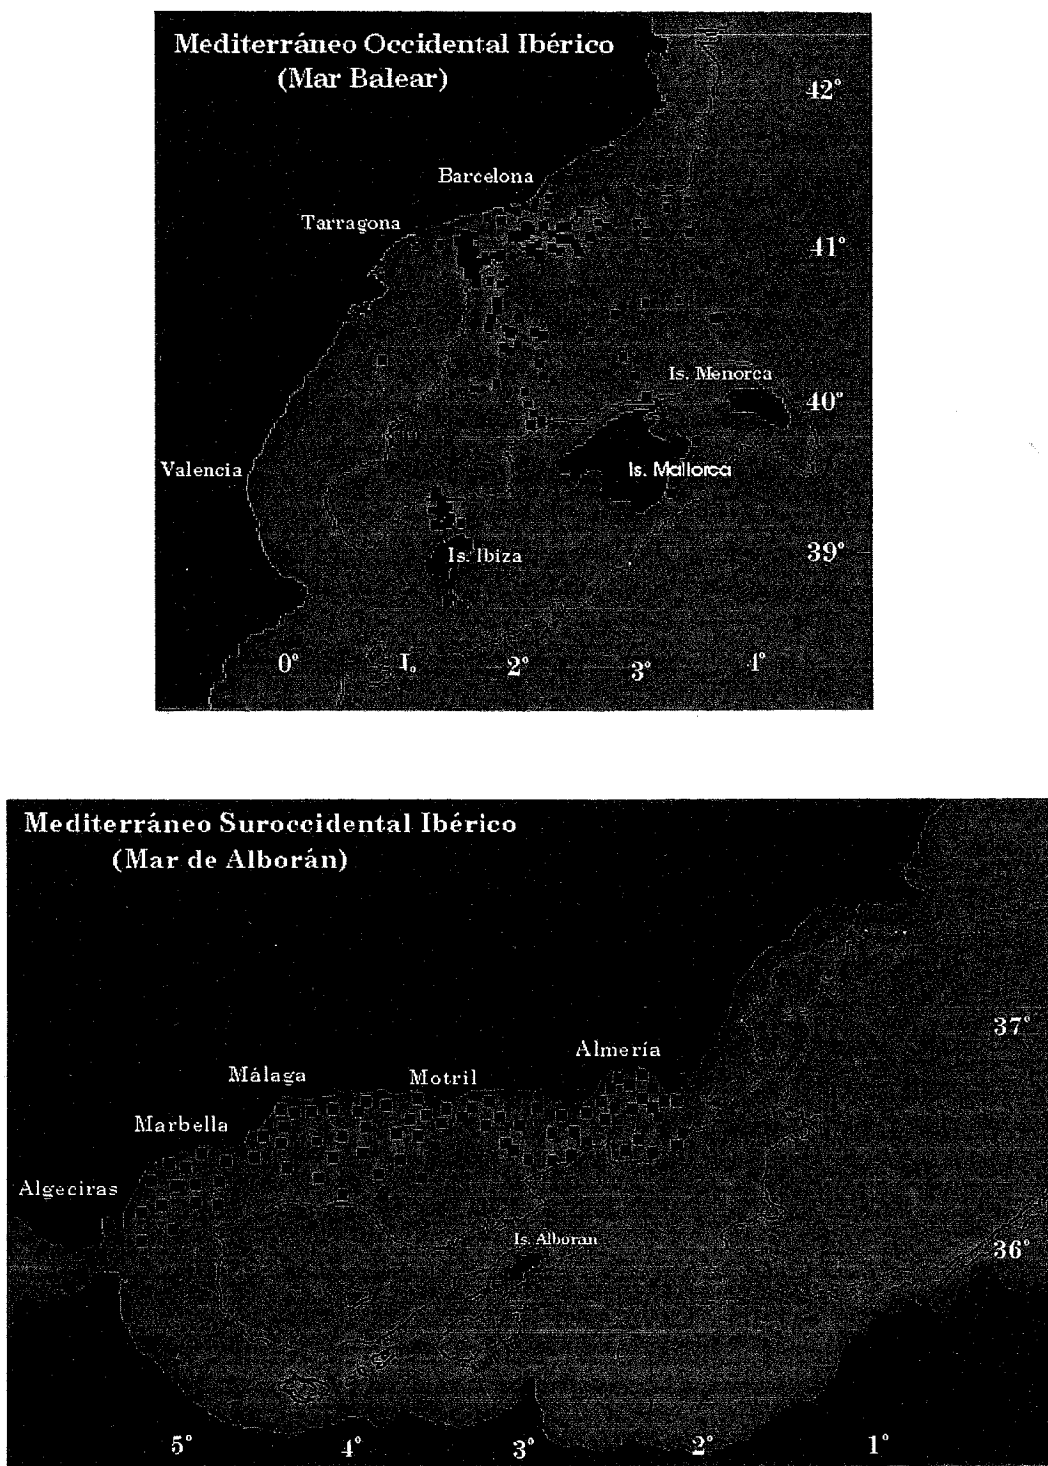 Mediterráneo Occidental Ibérico
(Mar Balear)
42°
Barcelona
Tarragona
41°
Is. Menorca
40°
Valencia
Is. Mallorca
39°
Is. Ibiza
0°
1°
2°
3°
4°
Mediterráneo Suroccidental Ibérico
(Mar de Alborán)
37°
Almería
Málaga
Motril
Marbella
Algeciras
Is. Alboran
36°
5°
4°
3°
2°
1°